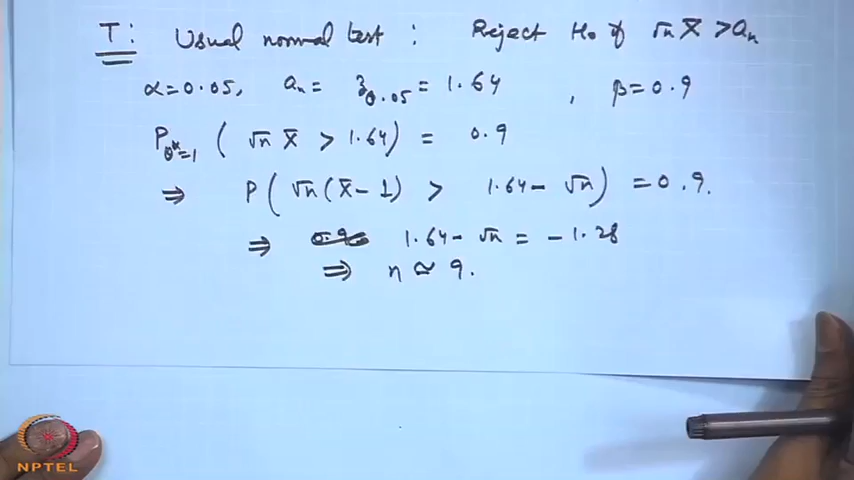 T: Usual normal test : Reject H₀ if √n X̄ > aₙ
α=0.05, aₙ = z₀.₀₅ = 1.64 , β=0.9
P_θ*=1 ( √n X̄ > 1.64) = 0.9
⇒ P( √n (X̄ - 1) > 1.64 - √n) = 0.9.
⇒ 1.64 - √n = - 1.28
⇒ n ≃ 9.
NPTEL